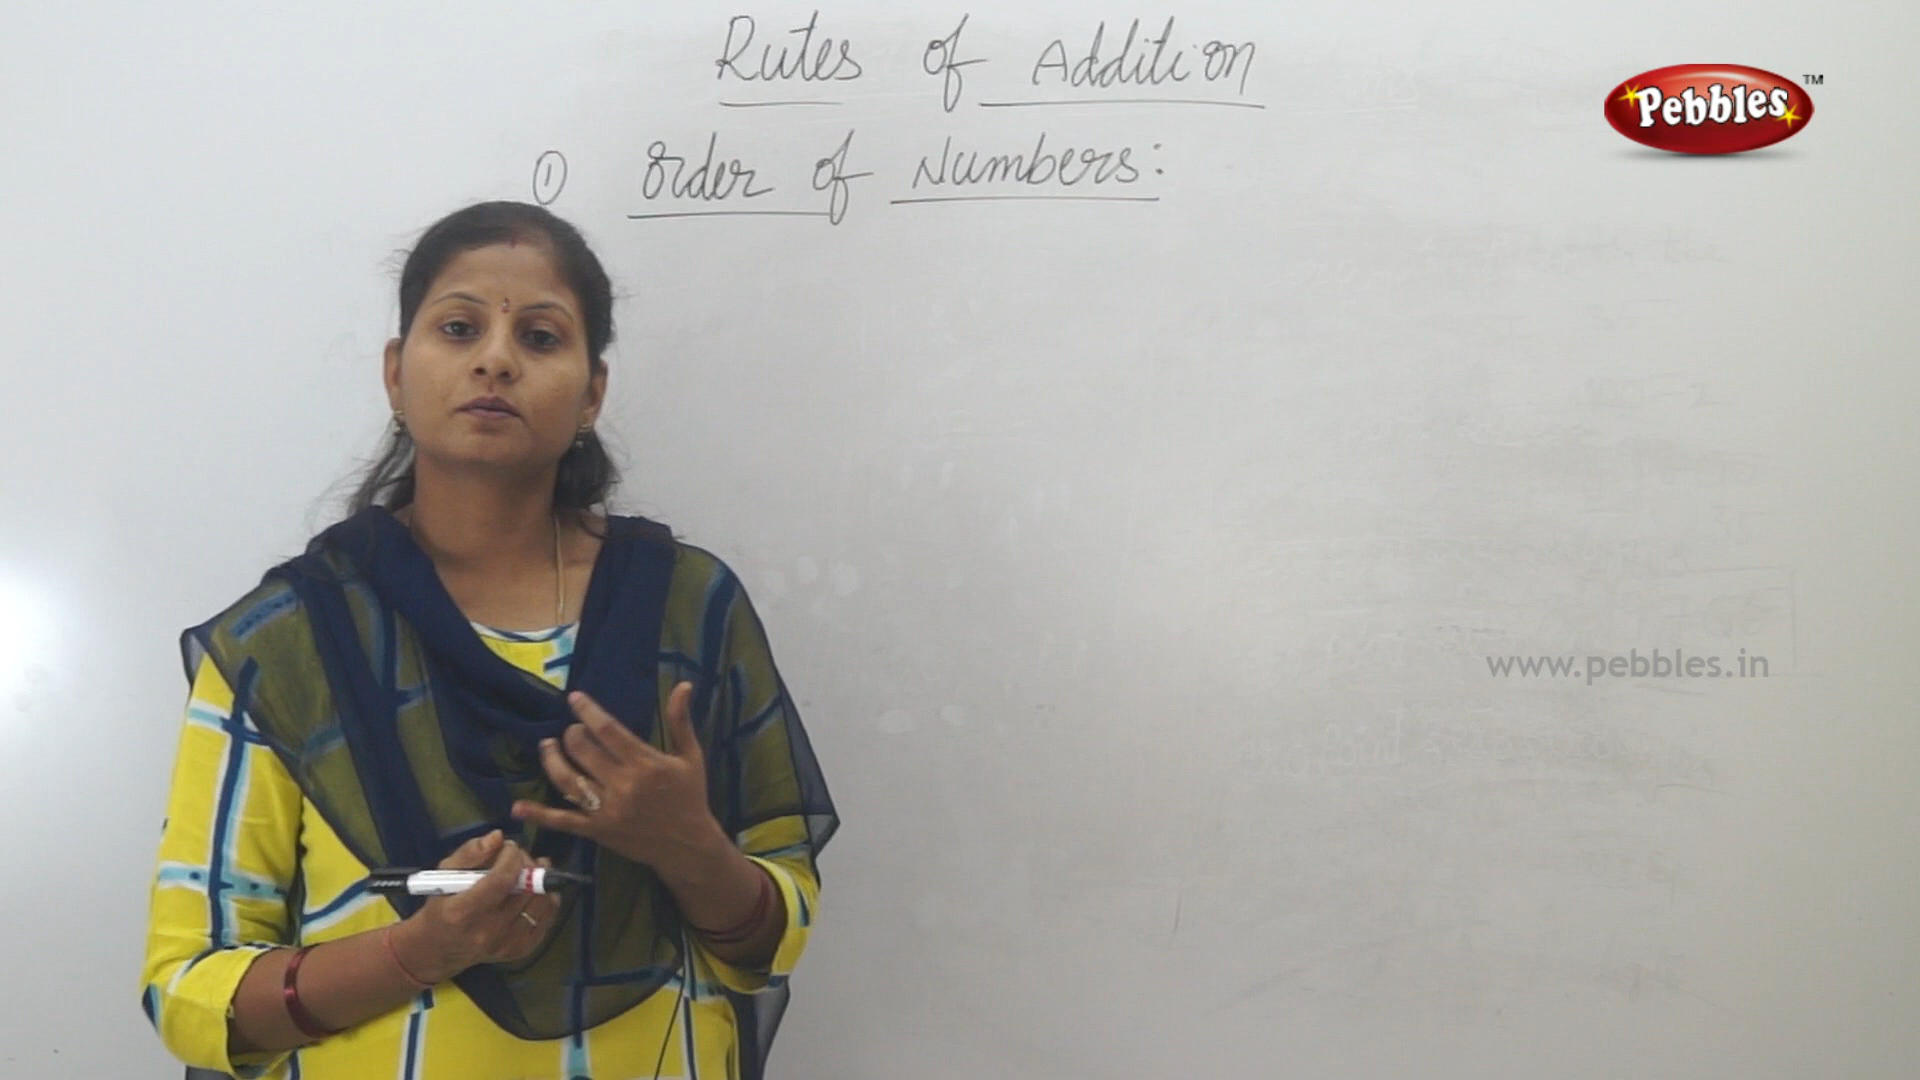 Rules of Addition
① Order of Numbers:
Pebbles™
www.pebbles.in